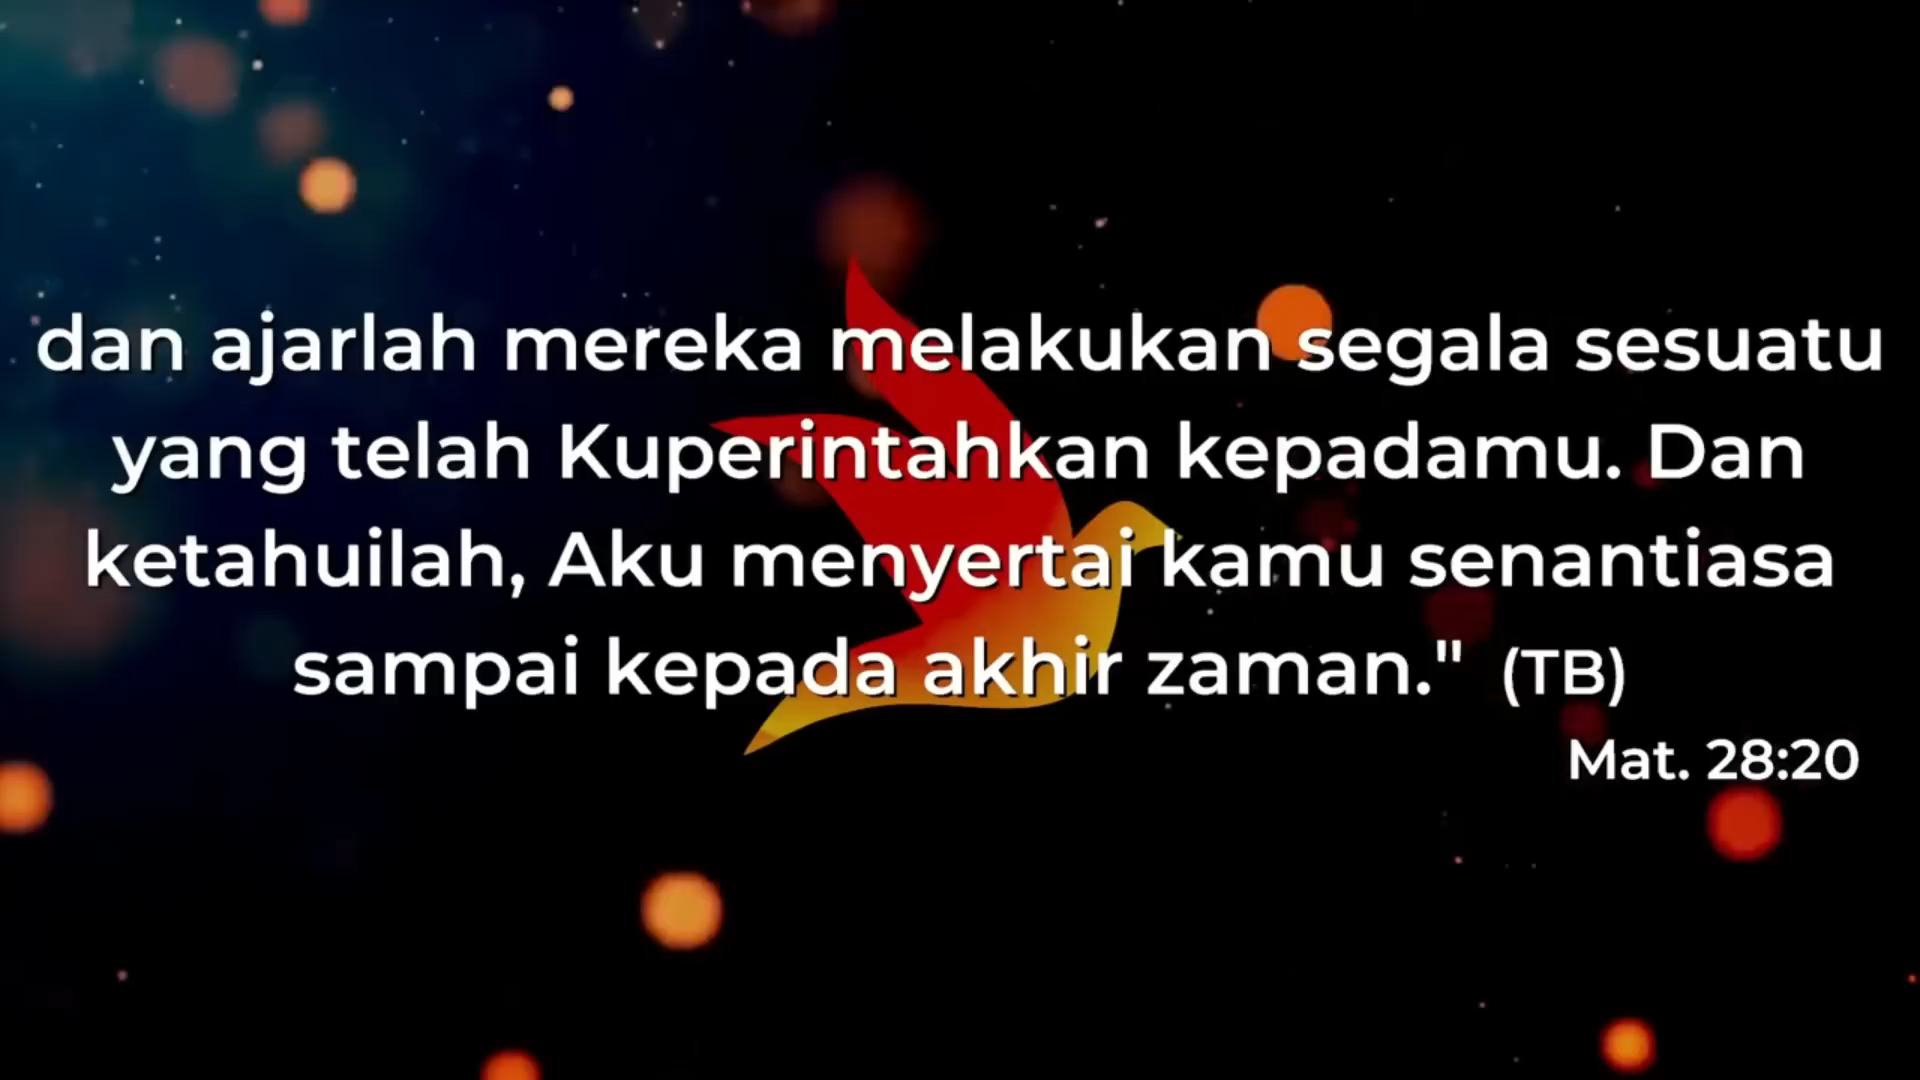 dan ajarlah mereka melakukan segala sesuatu
yang telah Kuperintahkan kepadamu. Dan
ketahuilah, Aku menyertai kamu senantiasa
sampai kepada akhir zaman." (TB)
Mat. 28:20